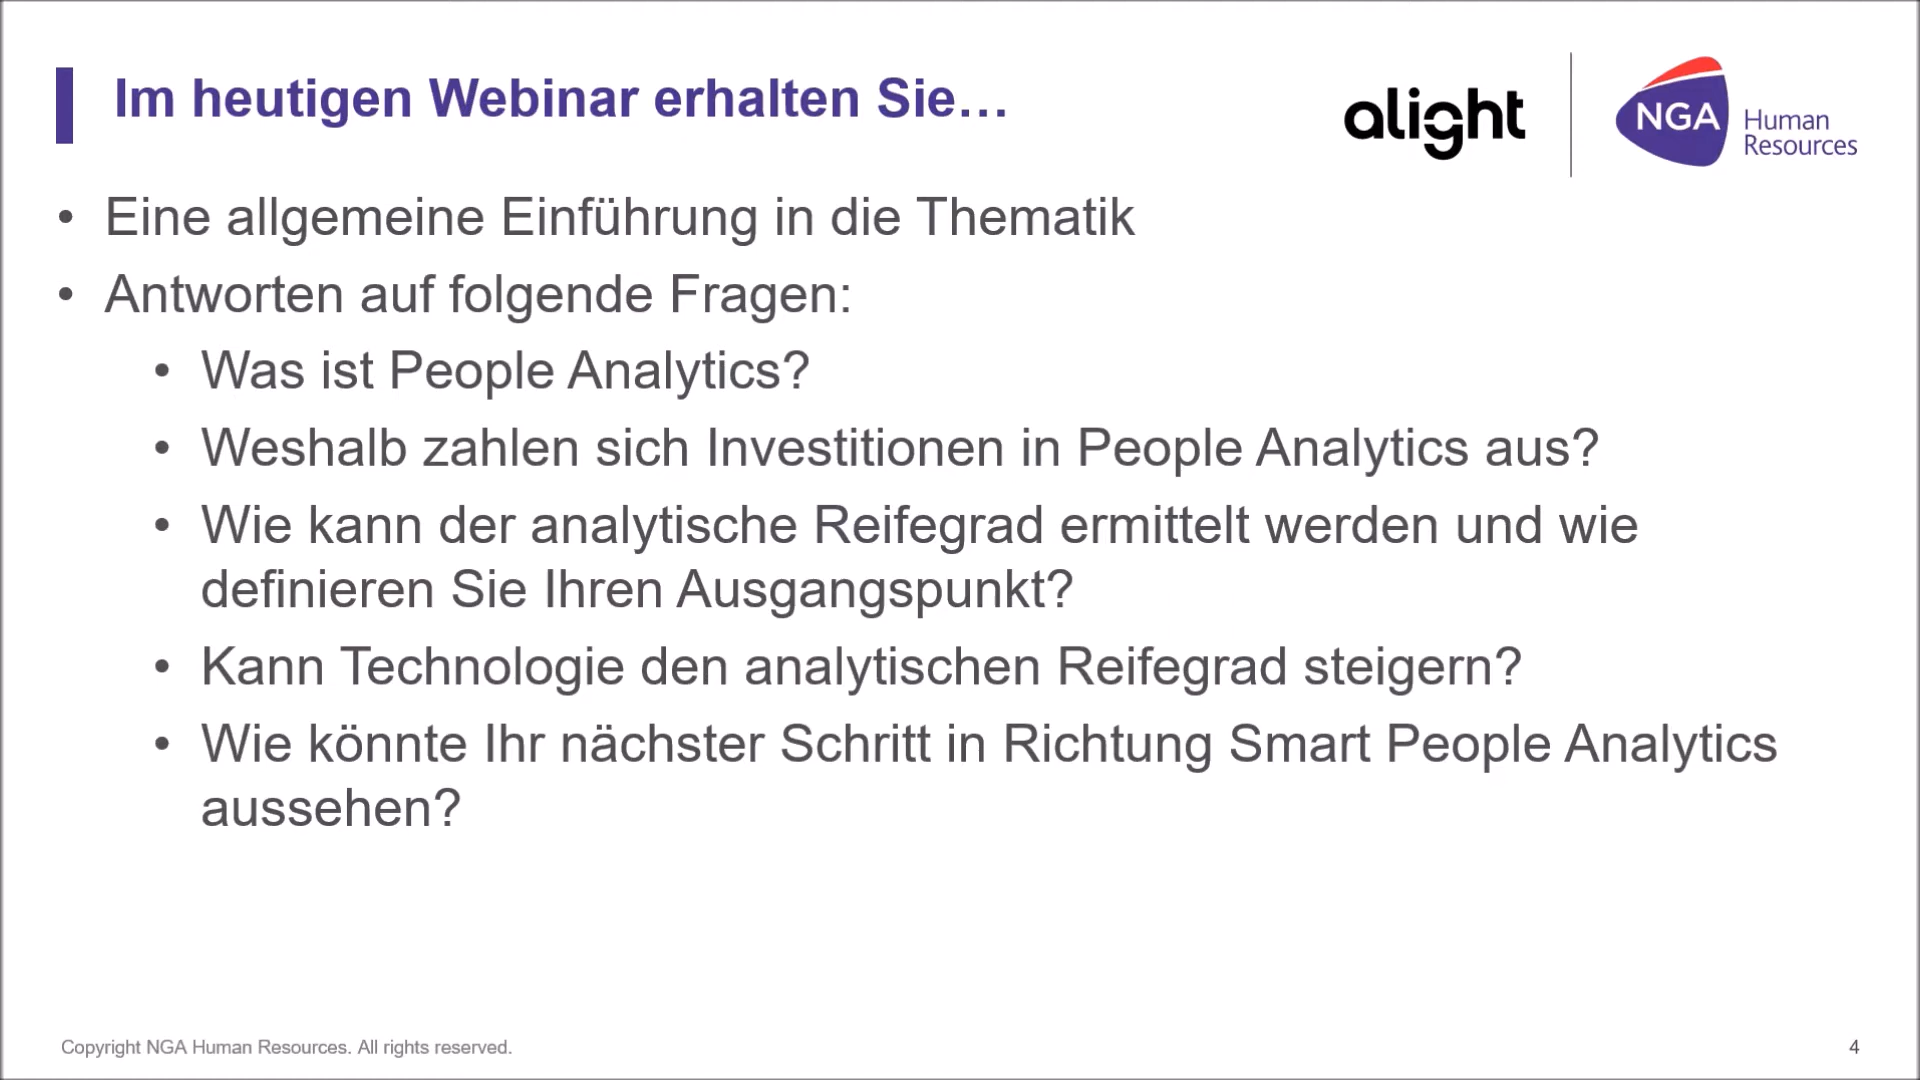 Im heutigen Webinar erhalten Sie…
alight
NGA Human
Resources
• Eine allgemeine Einführung in die Thematik
• Antworten auf folgende Fragen:
• Was ist People Analytics?
• Weshalb zahlen sich Investitionen in People Analytics aus?
• Wie kann der analytische Reifegrad ermittelt werden und wie
definieren Sie Ihren Ausgangspunkt?
• Kann Technologie den analytischen Reifegrad steigern?
• Wie könnte Ihr nächster Schritt in Richtung Smart People Analytics
aussehen?
Copyright NGA Human Resources. All rights reserved.
4